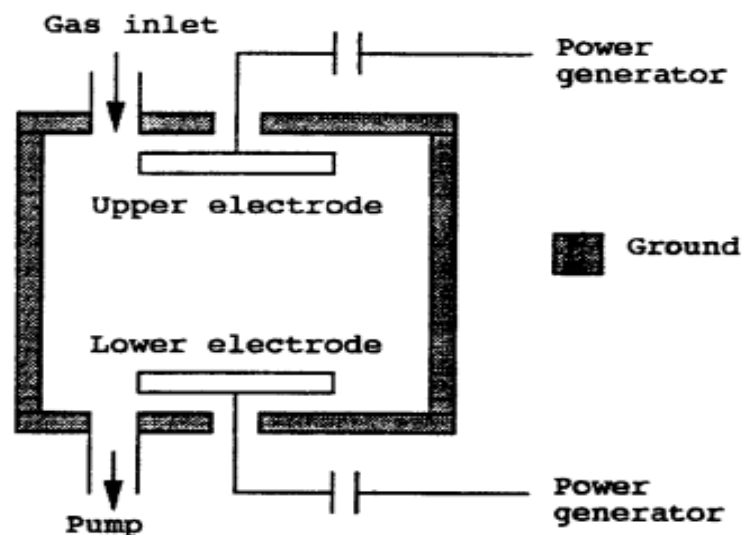 Gas inlet
Power
generator
Upper electrode
Ground
Lower electrode
Power
generator
Pump